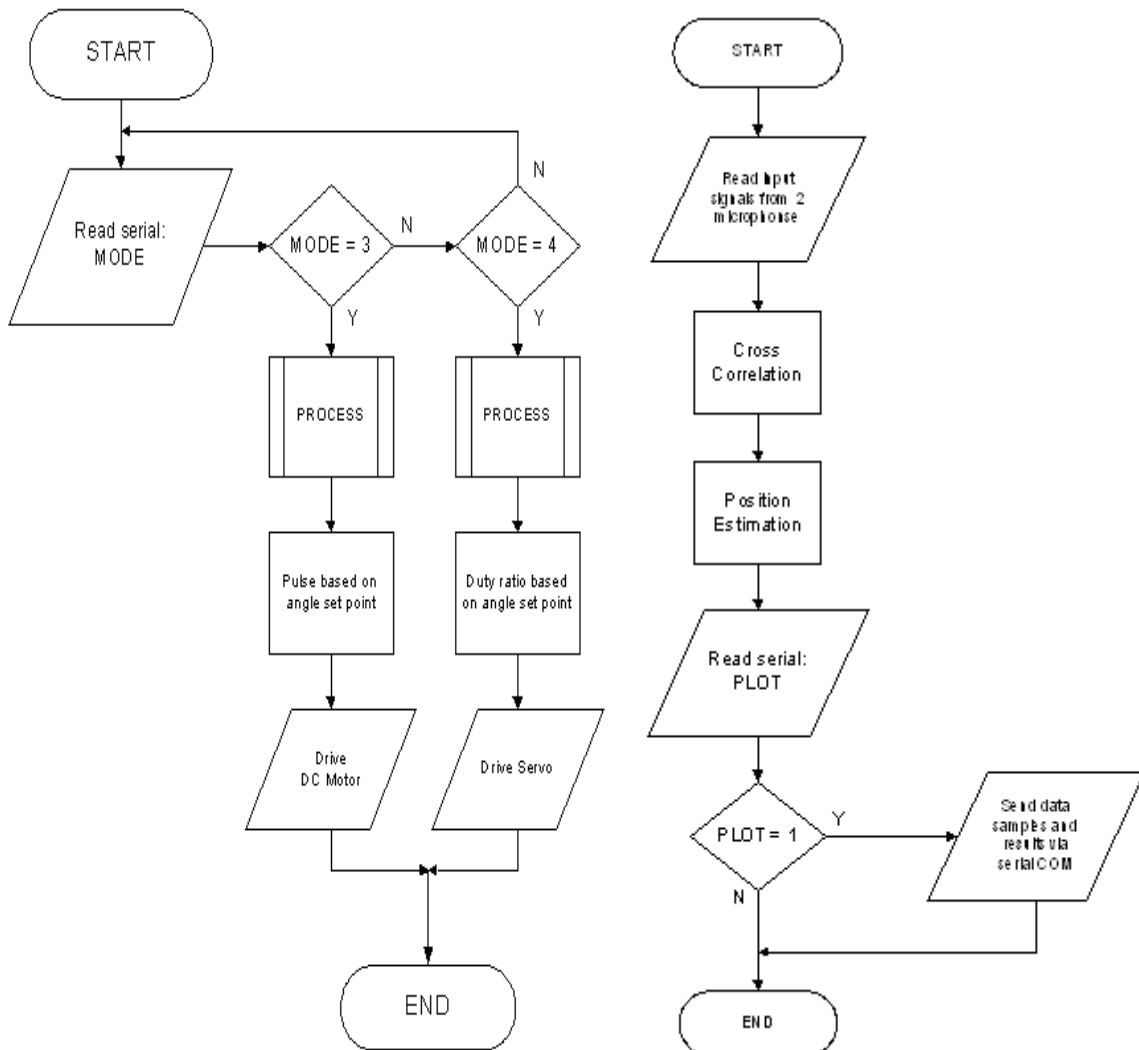 START
Read serial:
MODE
MODE = 3
N
MODE = 4
N
Y
Y
PROCESS
PROCESS
Pulse based on
angle set point
Duty ratio based
on angle set point
Drive
DC Motor
Drive Servo
END
START
Read input
signals from 2
microphonse
Cross
Correlation
Position
Estimation
Read serial:
PLOT
PLOT = 1
Y
N
Send data
samples and
results via
serial COM
END